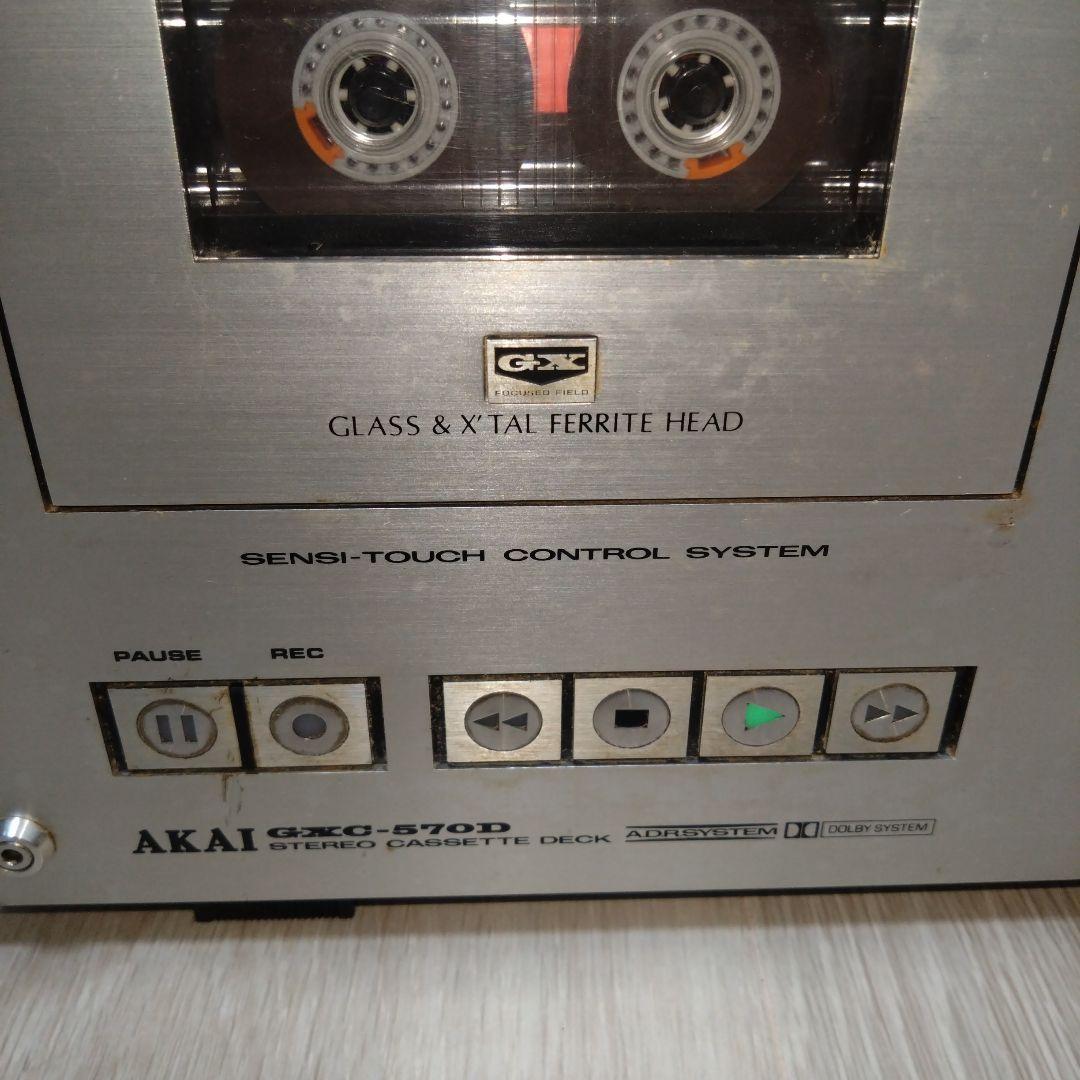 GX
FOCUSED FIELD
GLASS & X'TAL FERRITE HEAD
SENSI-TOUCH CONTROL SYSTEM
PAUSE REC
AKAI GXC-570D
STEREO CASSETTE DECK ADRSYSTEM DOLBY SYSTEM